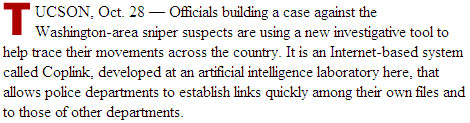 TUCSON, Oct. 28 — Officials building a case against the
Washington-area sniper suspects are using a new investigative tool to
help trace their movements across the country. It is an Internet-based system
called Coplink, developed at an artificial intelligence laboratory here, that
allows police departments to establish links quickly among their own files and
to those of other departments.